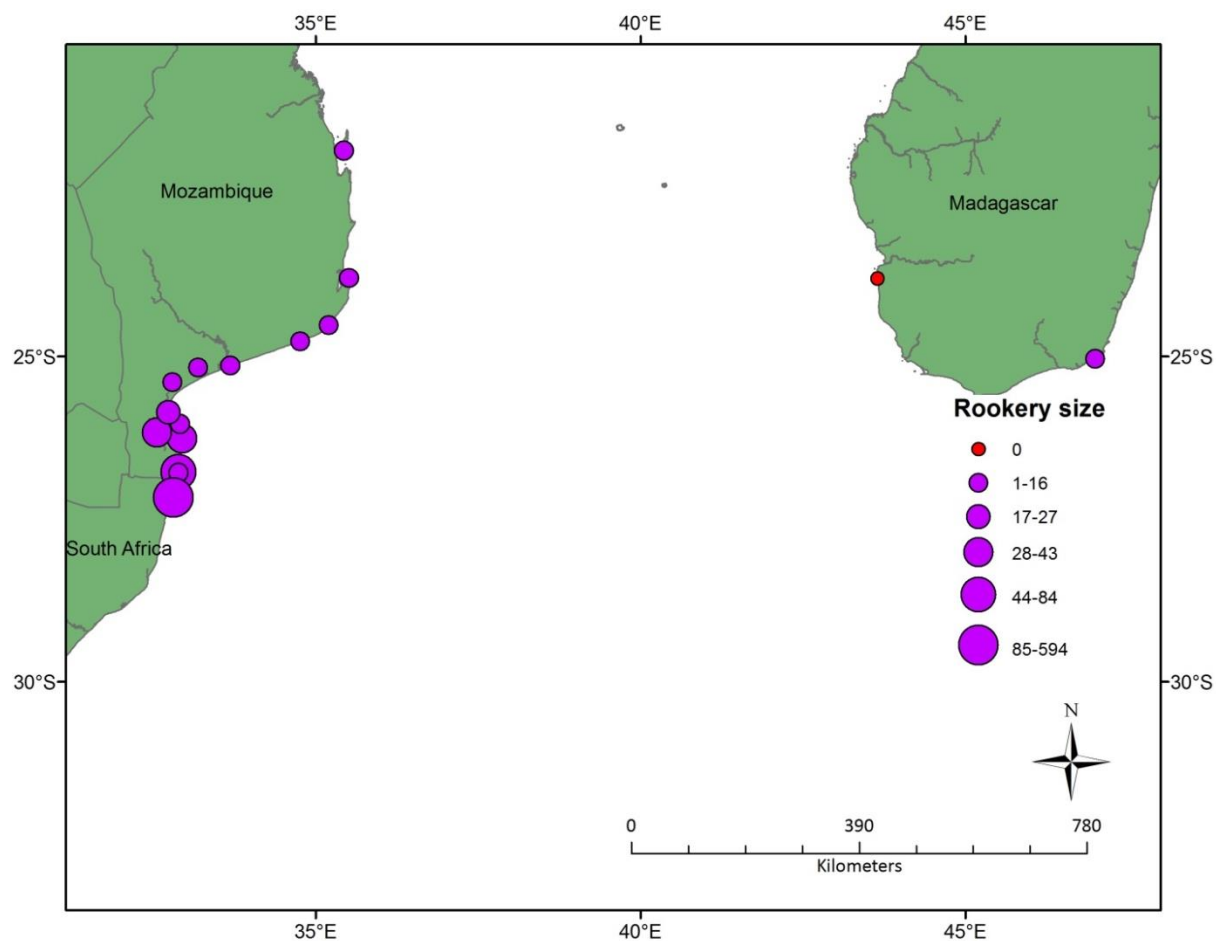 35°E 40°E 45°E
Mozambique
Madagascar
25°S 25°S
Rookery size
0
1-16
17-27
28-43
44-84
85-594
South Africa
30°S 30°S
N
0 390 780
Kilometers
35°E 40°E 45°E